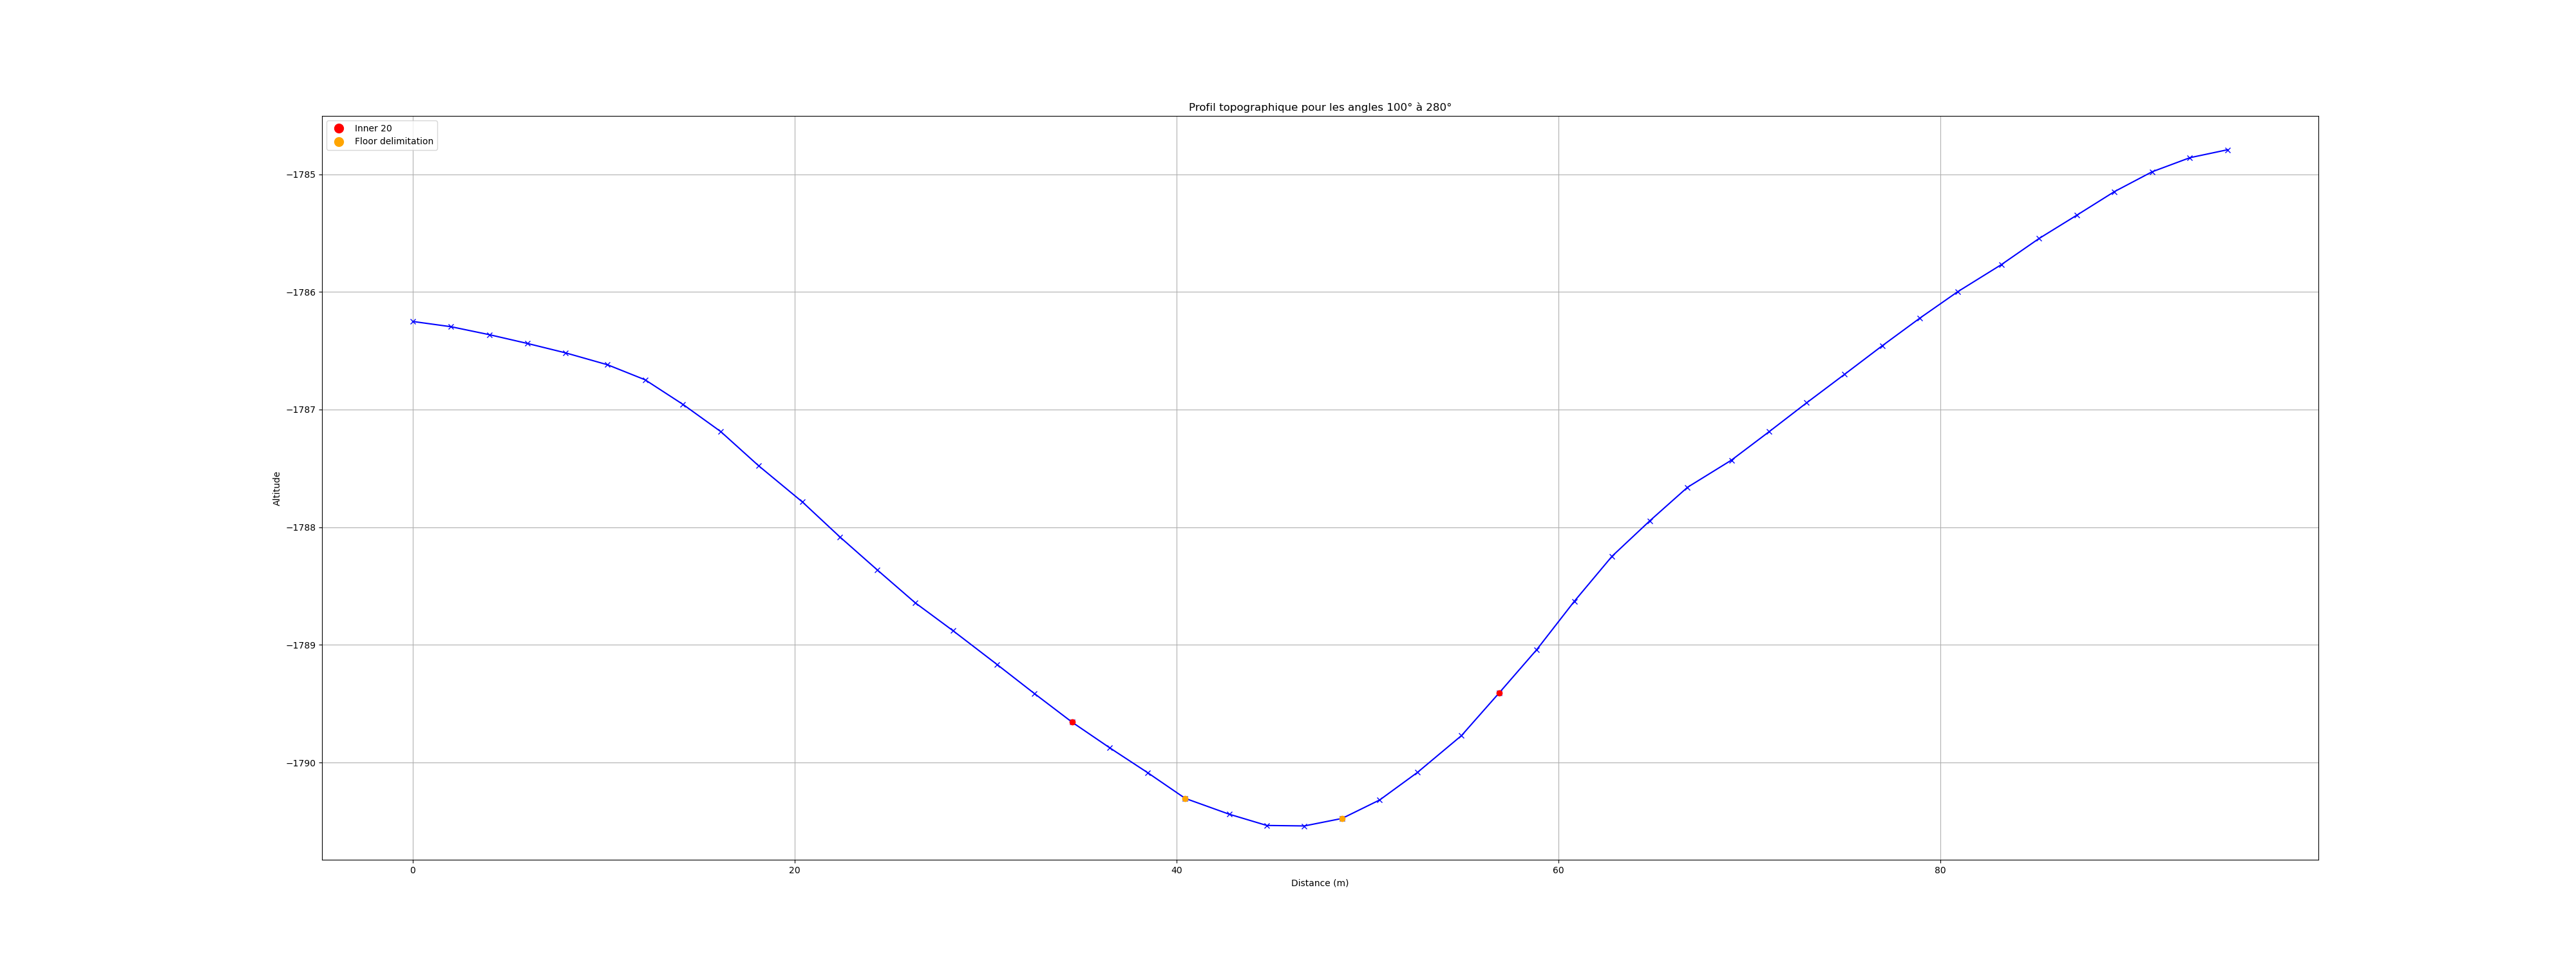 Profil topographique pour les angles 100° à 280°
Inner 20
Floor delimitation
−1785
−1786
−1787
−1788
−1789
−1790
Altitude
0 20 40 60 80
Distance (m)